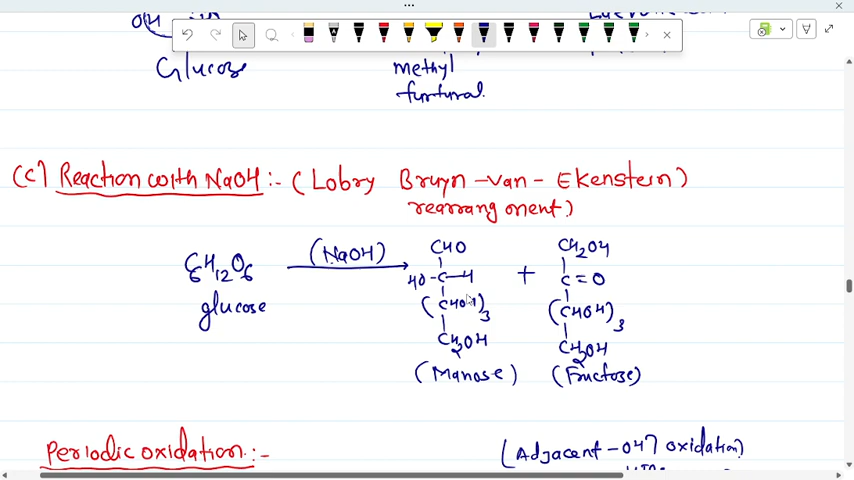 Glucose
methyl
furfural
(C) Reaction with NaOH :- (Lobry Bruyn -van - Ekenstein)
rearrangment)
C6H12O6 (NaOH) CHO + CH2OH
HO-C-H C=O
glucose (CHOH)3 (CHOH)3
CH2OH CH2OH
(Manose) (Fructose)
Periodic oxidation :- (Adjacent -OH oxidation)